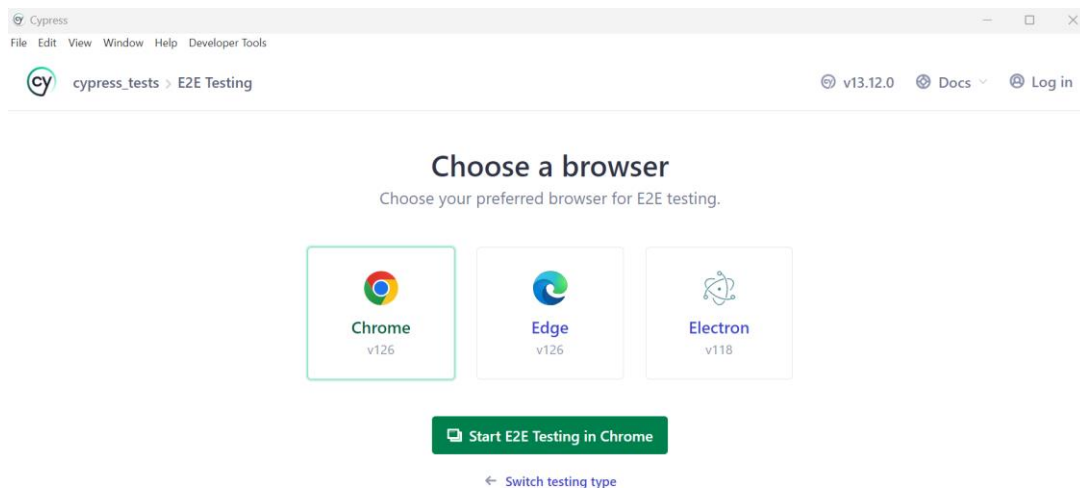 Cypress
File Edit View Window Help Developer Tools
cy cypress_tests > E2E Testing v13.12.0 Docs Log in
Choose a browser
Choose your preferred browser for E2E testing.
Chrome Edge Electron
v126 v126 v118
Start E2E Testing in Chrome
← Switch testing type